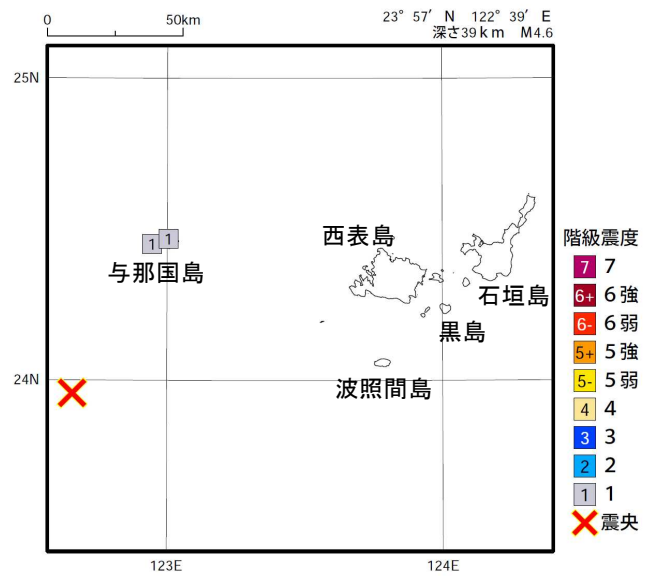 0 50km
23° 57′ N 122° 39′ E
深さ39ｋｍ M4.6
25N
1 1
与那国島
西表島
石垣島
黒島
24N
波照間島
123E 124E
階級震度
7 7
6+ 6強
6- 6弱
5+ 5強
5- 5弱
4 4
3 3
2 2
1 1
震央